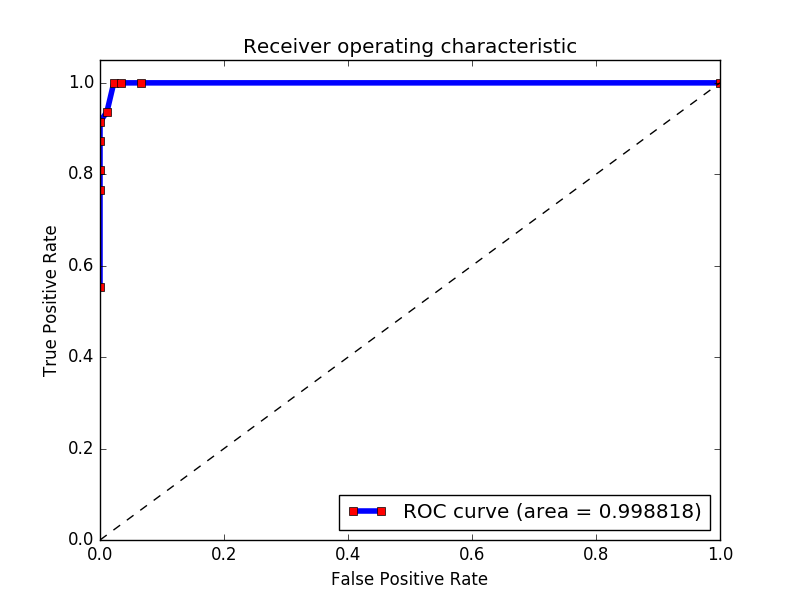 Receiver operating characteristic
1.0
0.8
0.6
0.4
0.2
0.0
True Positive Rate
ROC curve (area = 0.998818)
0.0 0.2 0.4 0.6 0.8 1.0
False Positive Rate